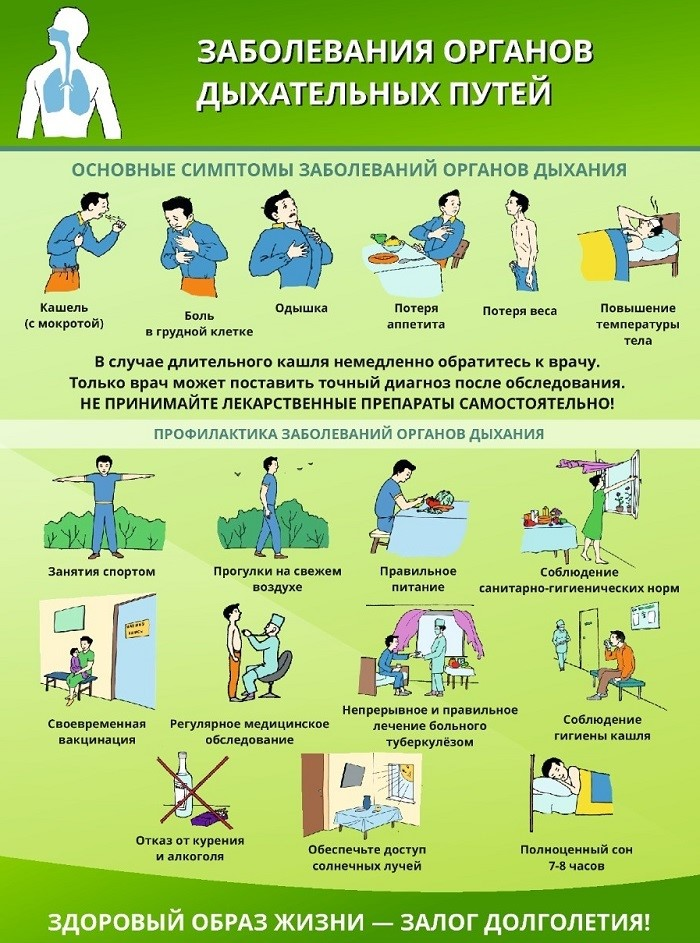 ЗАБОЛЕВАНИЯ ОРГАНОВ
ДЫХАТЕЛЬНЫХ ПУТЕЙ
ОСНОВНЫЕ СИМПТОМЫ ЗАБОЛЕВАНИЙ ОРГАНОВ ДЫХАНИЯ
Кашель
(с мокротой)
Боль
в грудной клетке
Одышка
Потеря
аппетита
Потеря веса
Повышение
температуры
тела
В случае длительного кашля немедленно обратитесь к врачу.
Только врач может поставить точный диагноз после обследования.
НЕ ПРИНИМАЙТЕ ЛЕКАРСТВЕННЫЕ ПРЕПАРАТЫ САМОСТОЯТЕЛЬНО!
ПРОФИЛАКТИКА ЗАБОЛЕВАНИЙ ОРГАНОВ ДЫХАНИЯ
Занятия спортом
Прогулки на свежем
воздухе
Правильное
питание
Соблюдение
санитарно-гигиенических норм
Своевременная
вакцинация
Регулярное медицинское
обследование
Непрерывное и правильное
лечение больного
туберкулёзом
Соблюдение
гигиены кашля
Отказ от курения
и алкоголя
Обеспечьте доступ
солнечных лучей
Полноценный сон
7-8 часов
ЗДОРОВЫЙ ОБРАЗ ЖИЗНИ — ЗАЛОГ ДОЛГОЛЕТИЯ!